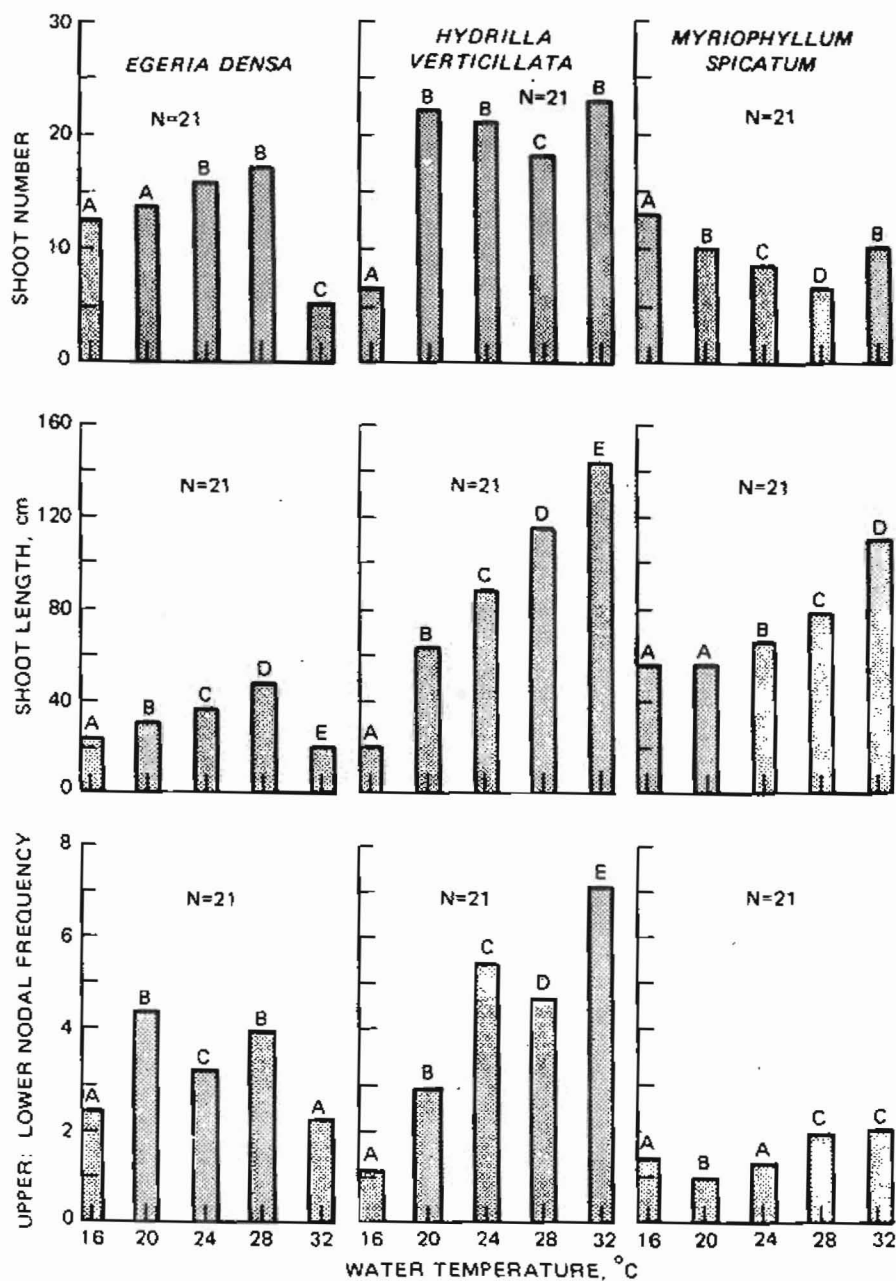 EGERIA DENSA
HYDRILLA
VERTICILLATA
MYRIOPHYLLUM
SPICATUM
SHOOT NUMBER
30
20
10
0
N=21
A
A
B
B
C
N=21
A
B
B
C
B
N=21
A
B
C
D
B
SHOOT LENGTH, cm
160
120
80
40
0
N=21
A
B
C
D
E
N=21
A
B
C
D
E
N=21
A
A
B
C
D
UPPER: LOWER NODAL FREQUENCY
8
6
4
2
0
N=21
A
B
C
B
A
N=21
A
B
C
D
E
N=21
A
B
A
C
C
16 20 24 28 32 16 20 24 28 32 16 20 24 28 32
WATER TEMPERATURE, °C